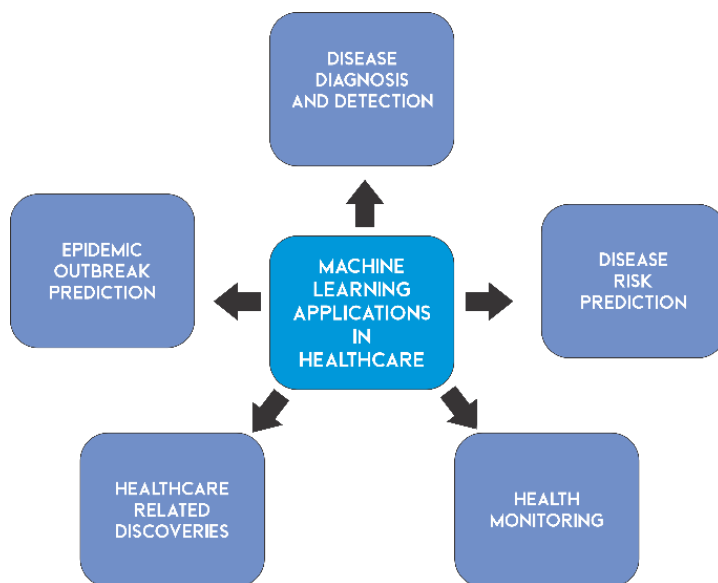 DISEASE
DIAGNOSIS
AND DETECTION
EPIDEMIC
OUTBREAK
PREDICTION
MACHINE
LEARNING
APPLICATIONS
IN
HEALTHCARE
DISEASE
RISK
PREDICTION
HEALTHCARE
RELATED
DISCOVERIES
HEALTH
MONITORING